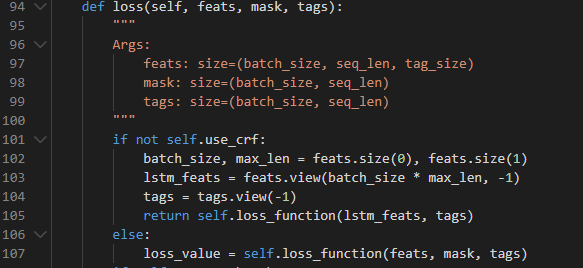 94 def loss(self, feats, mask, tags):
95 """
96 Args:
97 feats: size=(batch_size, seq_len, tag_size)
98 mask: size=(batch_size, seq_len)
99 tags: size=(batch_size, seq_len)
100 """
101 if not self.use_crf:
102 batch_size, max_len = feats.size(0), feats.size(1)
103 lstm_feats = feats.view(batch_size * max_len, -1)
104 tags = tags.view(-1)
105 return self.loss_function(lstm_feats, tags)
106 else:
107 loss_value = self.loss_function(feats, mask, tags)